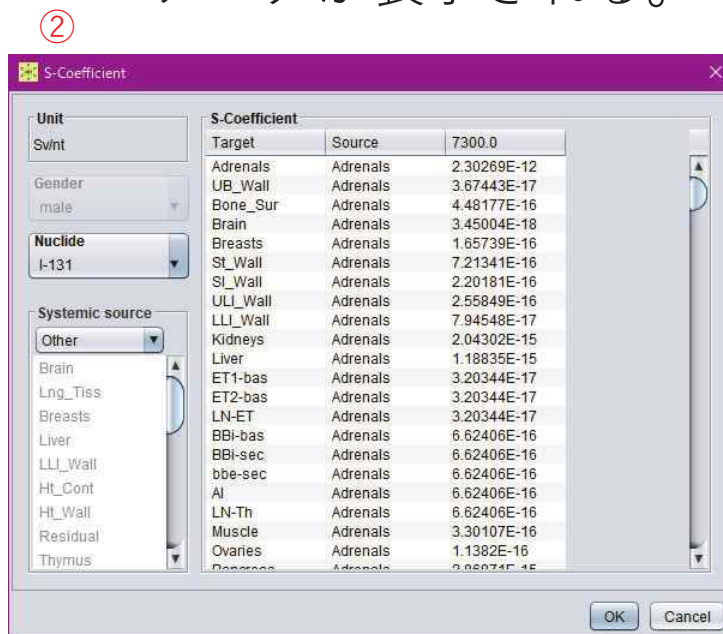 ②
S-Coefficient
Unit
Sv/nt
Gender
male
Nuclide
I-131
Systemic source
Other
Brain
Lng_Tiss
Breasts
Liver
LLI_Wall
Ht_Cont
Ht_Wall
Residual
Thymus
S-Coefficient
Target Source 7300.0
Adrenals Adrenals 2.30269E-12
UB_Wall Adrenals 3.67443E-17
Bone_Sur Adrenals 4.48177E-16
Brain Adrenals 3.45004E-18
Breasts Adrenals 1.65739E-16
St_Wall Adrenals 7.21341E-16
SI_Wall Adrenals 2.20181E-16
ULI_Wall Adrenals 2.55849E-16
LLI_Wall Adrenals 7.94548E-17
Kidneys Adrenals 2.04302E-15
Liver Adrenals 1.18835E-15
ET1-bas Adrenals 3.20344E-17
ET2-bas Adrenals 3.20344E-17
LN-ET Adrenals 3.20344E-17
BBi-bas Adrenals 6.62406E-16
BBi-sec Adrenals 6.62406E-16
bbe-sec Adrenals 6.62406E-16
AI Adrenals 6.62406E-16
LN-Th Adrenals 6.62406E-16
Muscle Adrenals 3.30107E-16
Ovaries Adrenals 1.1382E-16
OK Cancel